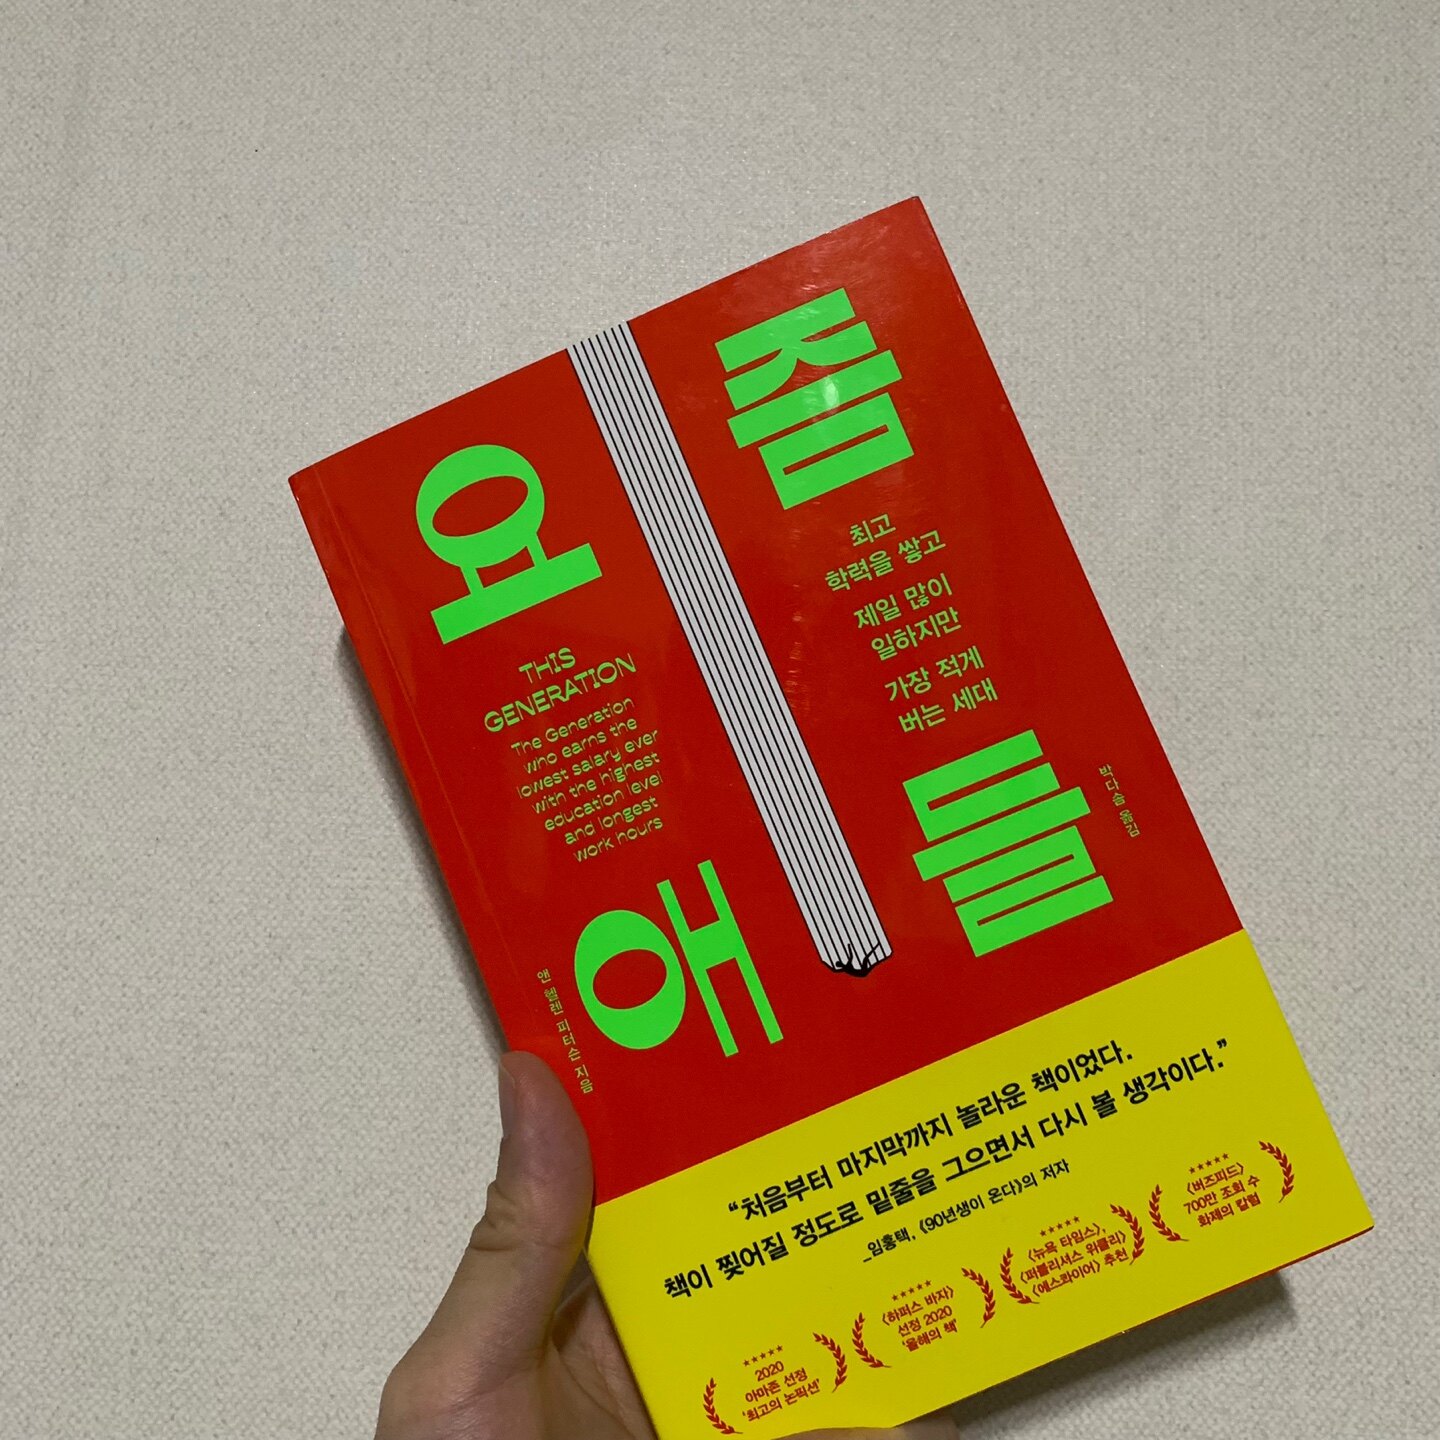 요즘
애들
최고
학력을 쌓고
제일 많이
일하지만
가장 적게
버는 세대
THIS
GENERATION
The Generation
who earns the
lowest salary ever
with the highest
education level
and longest
work hours
앤 헬렌 피터슨 지음
박다솜 옮김
“처음부터 마지막까지 놀라운 책이었다.
책이 찢어질 정도로 밑줄을 그으면서 다시 볼 생각이다.”
_임홍택, 《90년생이 온다》의 저자
★★★★★
2020
아마존 선정
‘최고의 논픽션’
★★★★★
〈하퍼스 바자〉
선정 2020
‘올해의 책’
★★★★★
〈뉴욕 타임스〉,
〈퍼블리셔스 위클리〉
〈에스콰이어〉 추천
★★★★★
〈버즈피드〉
700만 조회 수
화제의 칼럼